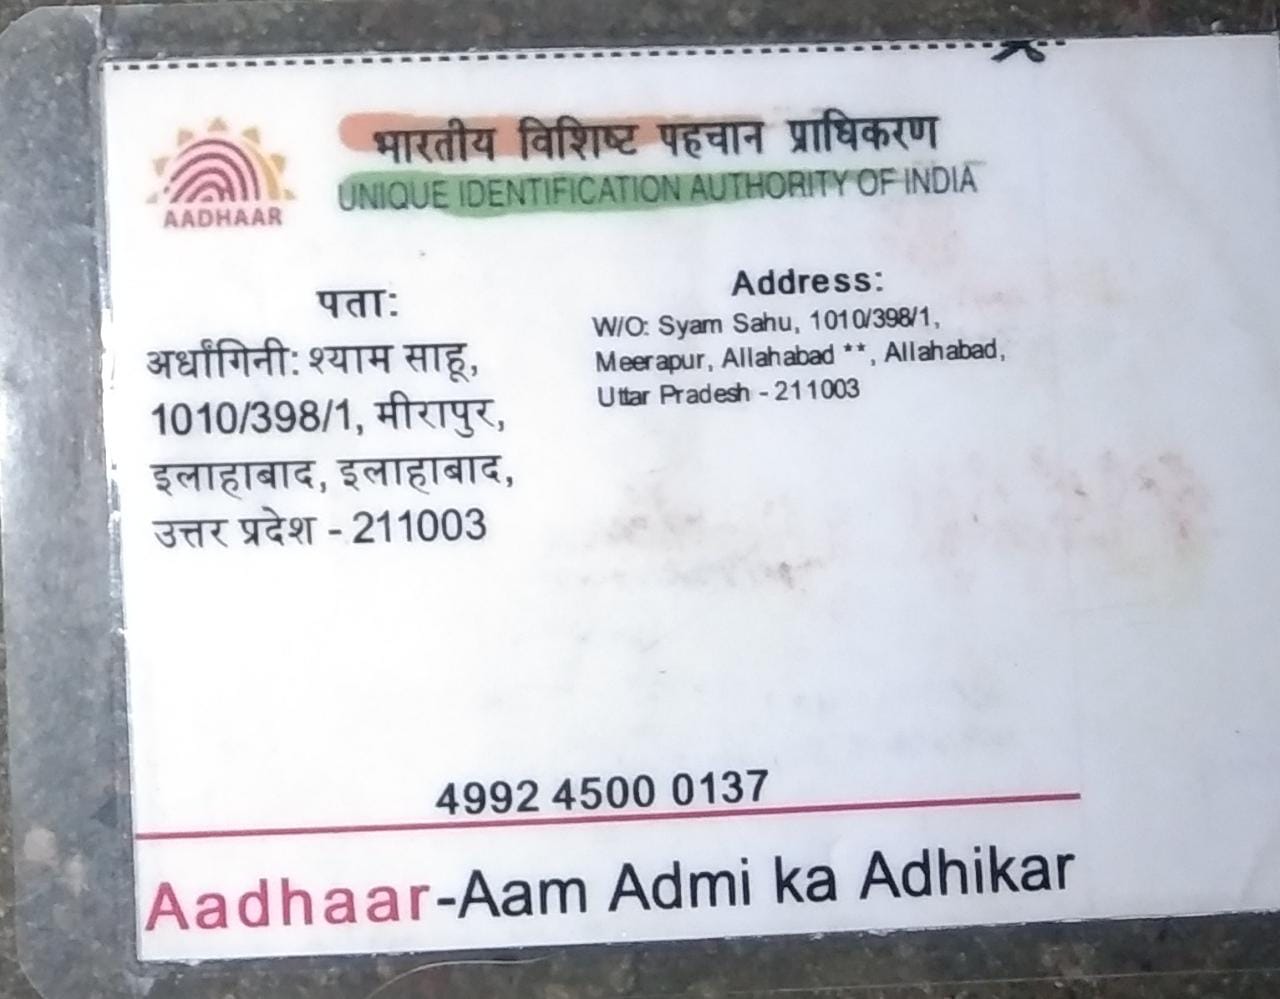 भारतीय विशिष्ट पहचान प्राधिकरण
UNIQUE IDENTIFICATION AUTHORITY OF INDIA
AADHAAR
पता:
अर्धांगिनी: श्याम साहू,
1010/398/1, मीरापुर,
इलाहाबाद, इलाहाबाद,
उत्तर प्रदेश - 211003
Address:
W/O: Syam Sahu, 1010/398/1,
Meerapur, Allahabad **, Allahabad,
Uttar Pradesh - 211003
4992 4500 0137
Aadhaar-Aam Admi ka Adhikar